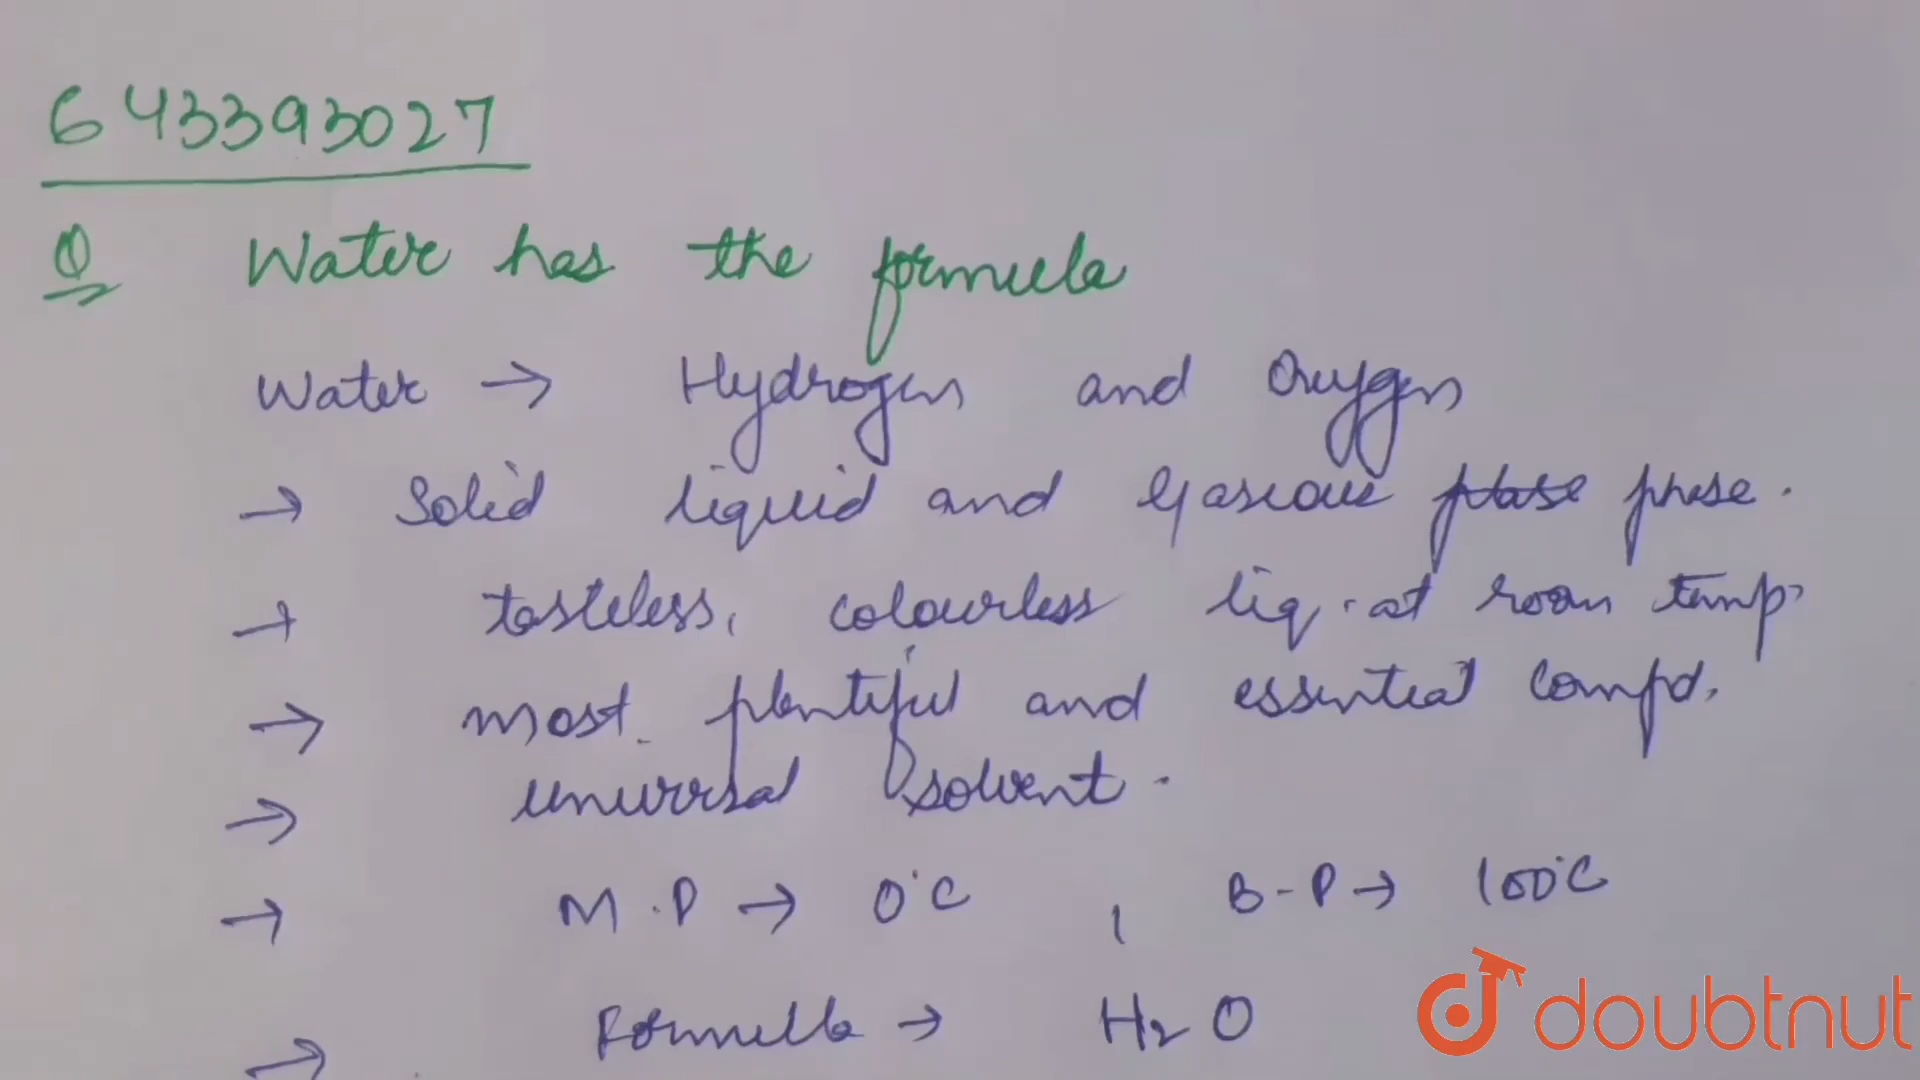 643393027
Q Water has the formula
Water → Hydrogen and Oxygen
→ Solid liquid and Gaseous phase phase.
→ tasteless, colourless liq. at room temp.
→ most plentiful and essential Compd.
→ universal solvent.
→ M.P → 0°C , B-P → 100°C
→ Formula → H2O
doubtnut